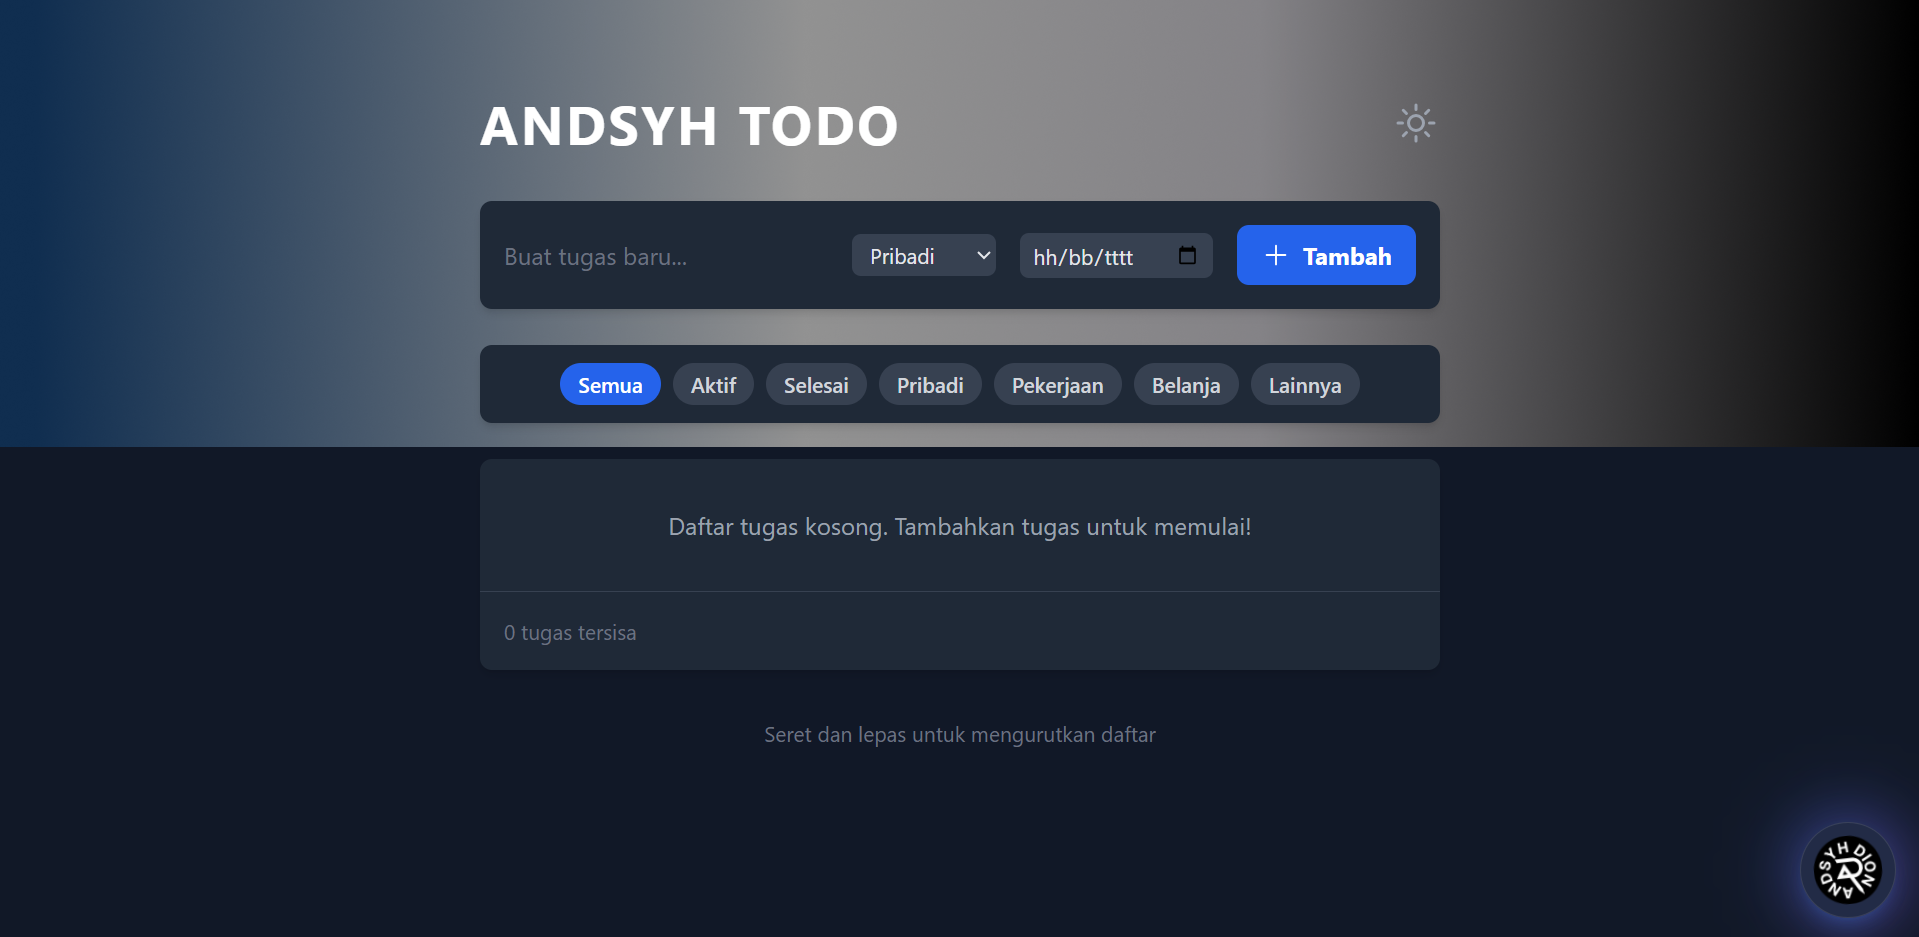 ANDSYH TODO
Buat tugas baru...
Pribadi
hh/bb/tttt
Tambah
Semua
Aktif
Selesai
Pribadi
Pekerjaan
Belanja
Lainnya
Daftar tugas kosong. Tambahkan tugas untuk memulai!
0 tugas tersisa
Seret dan lepas untuk mengurutkan daftar
ANDSYH DION